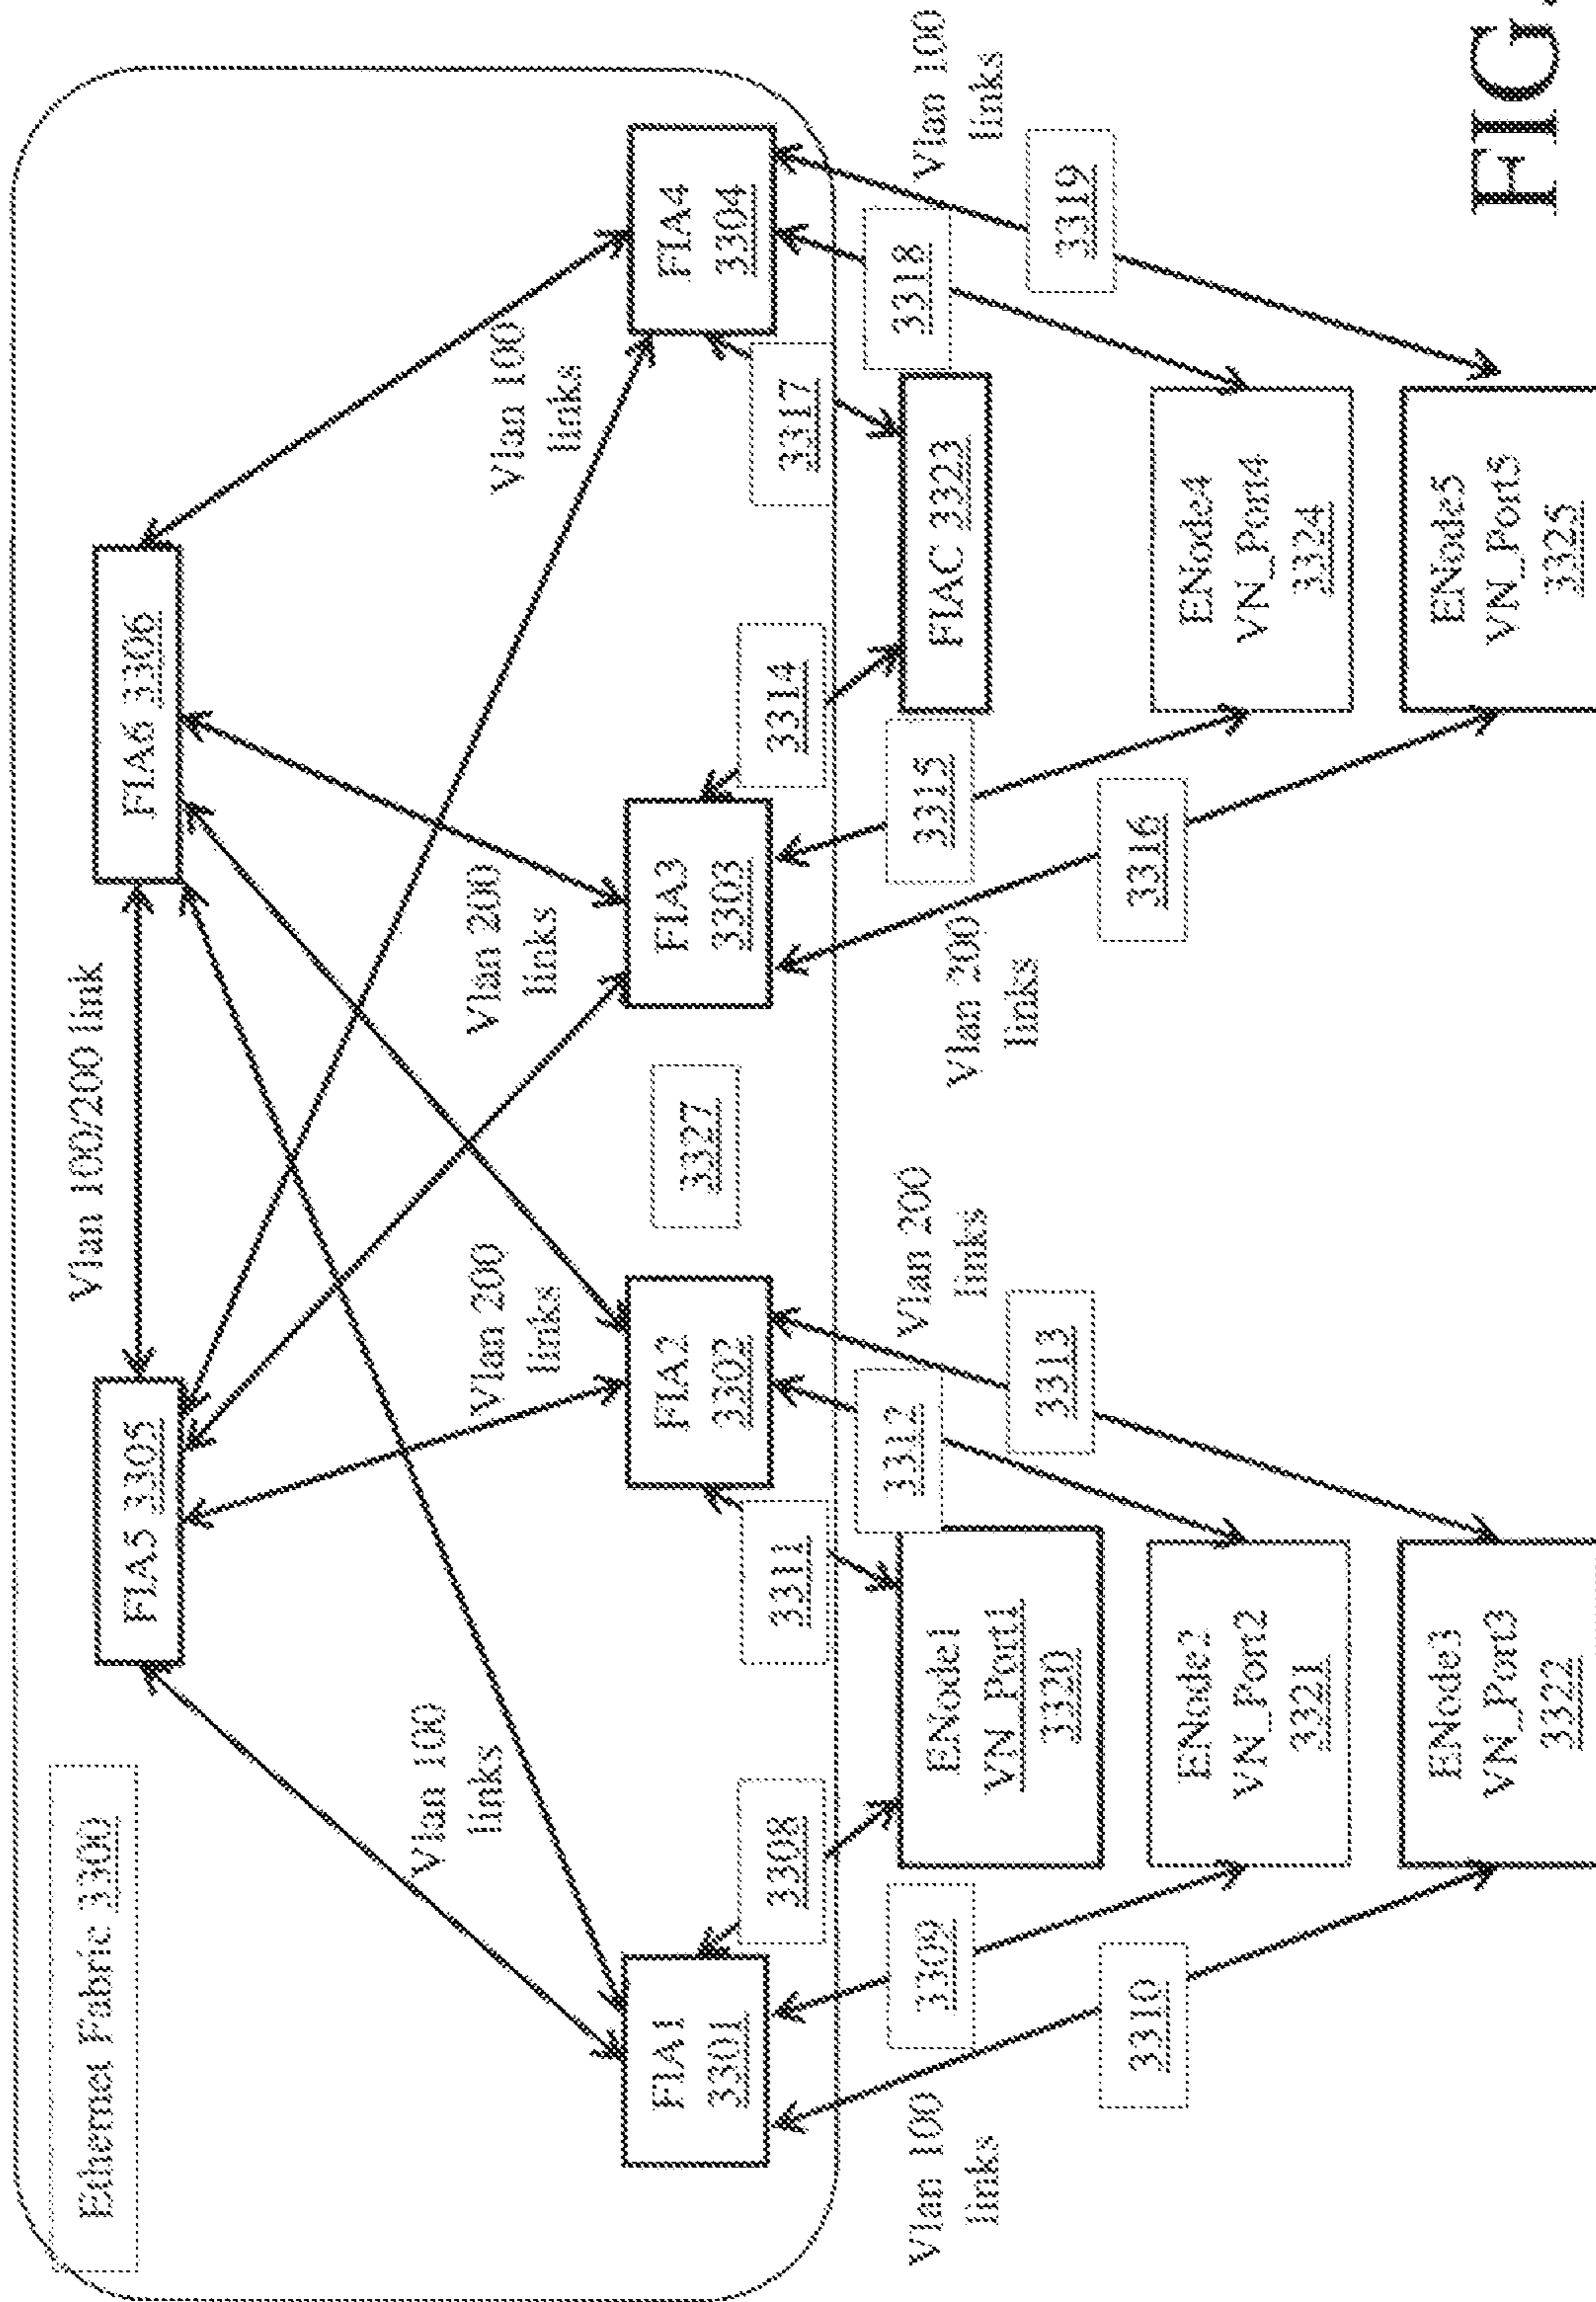 Ethernet Fabric 3300
Vlan 100/200 link
FIA5 3305
FIA6 3306
Vlan 100
links
Vlan 200
links
Vlan 200
links
Vlan 100
links
FIA1
3301
FIA2
3302
3327
FIA3
3303
FIA4
3304
3308
3311
3314
3317
Vlan 100
links
3309
ENode1
VN_Port1
3320
3312
Vlan 200
links
Vlan 200
links
3315
FIAC 3323
3318
Vlan 100
links
3310
3313
3316
3319
ENode2
VN_Port2
3321
ENode4
VN_Port4
3324
ENode3
VN_Port3
3322
ENode5
VN_Port5
3325
FIG.